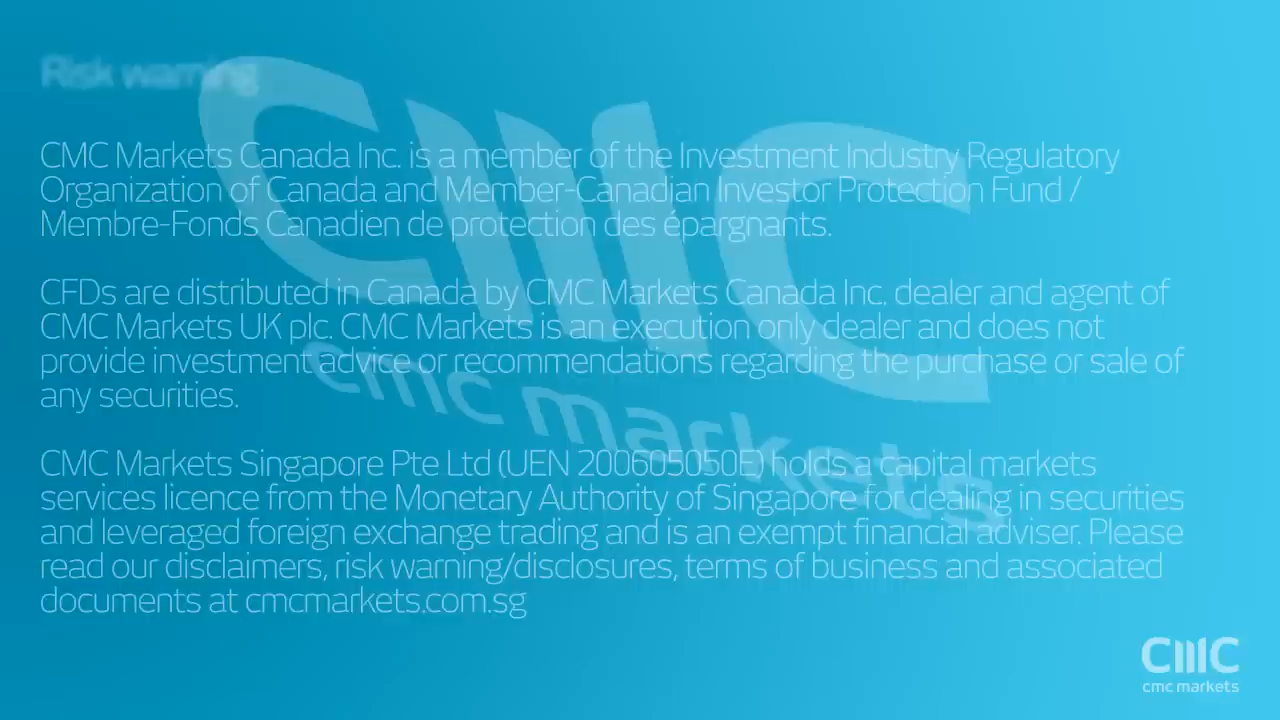 Risk warning
CMC Markets Canada Inc. is a member of the Investment Industry Regulatory
Organization of Canada and Member-Canadian Investor Protection Fund /
Membre-Fonds Canadien de protection des épargnants.
CFDs are distributed in Canada by CMC Markets Canada Inc. dealer and agent of
CMC Markets UK plc. CMC Markets is an execution only dealer and does not
provide investment advice or recommendations regarding the purchase or sale of
any securities.
CMC Markets Singapore Pte Ltd (UEN 200605050E) holds a capital markets
services licence from the Monetary Authority of Singapore for dealing in securities
and leveraged foreign exchange trading and is an exempt financial adviser. Please
read our disclaimers, risk warning/disclosures, terms of business and associated
documents at cmcmarkets.com.sg
CMC
cmc markets
CMC
cmc markets